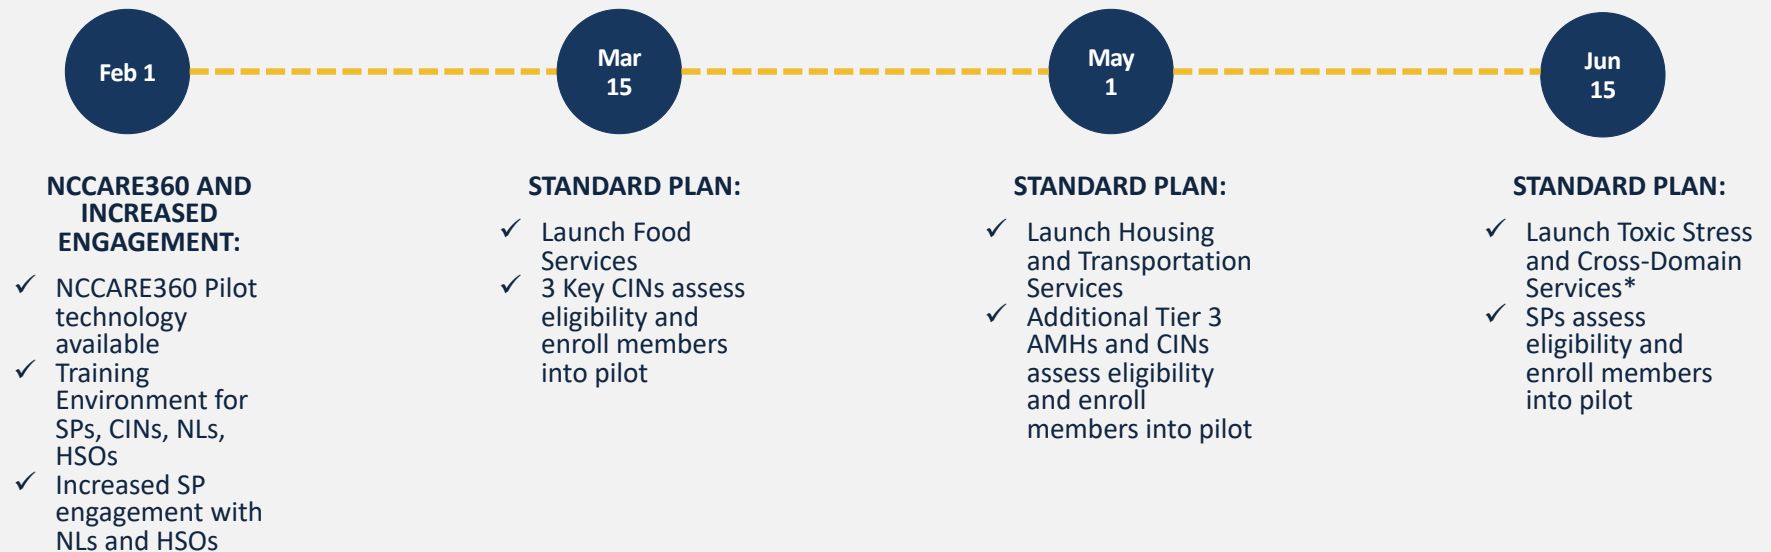 Feb 1
Mar
15
May
1
Jun
15
NCCARE360 AND
INCREASED
ENGAGEMENT:
✓ NCCARE360 Pilot
technology
available
✓ Training
Environment for
SPs, CINs, NLs,
HSOs
✓ Increased SP
engagement with
NLs and HSOs
STANDARD PLAN:
✓ Launch Food
Services
✓ 3 Key CINs assess
eligibility and
enroll members
into pilot
STANDARD PLAN:
✓ Launch Housing
and Transportation
Services
✓ Additional Tier 3
AMHs and CINs
assess eligibility
and enroll
members into pilot
STANDARD PLAN:
✓ Launch Toxic Stress
and Cross-Domain
Services*
✓ SPs assess
eligibility and
enroll members
into pilot